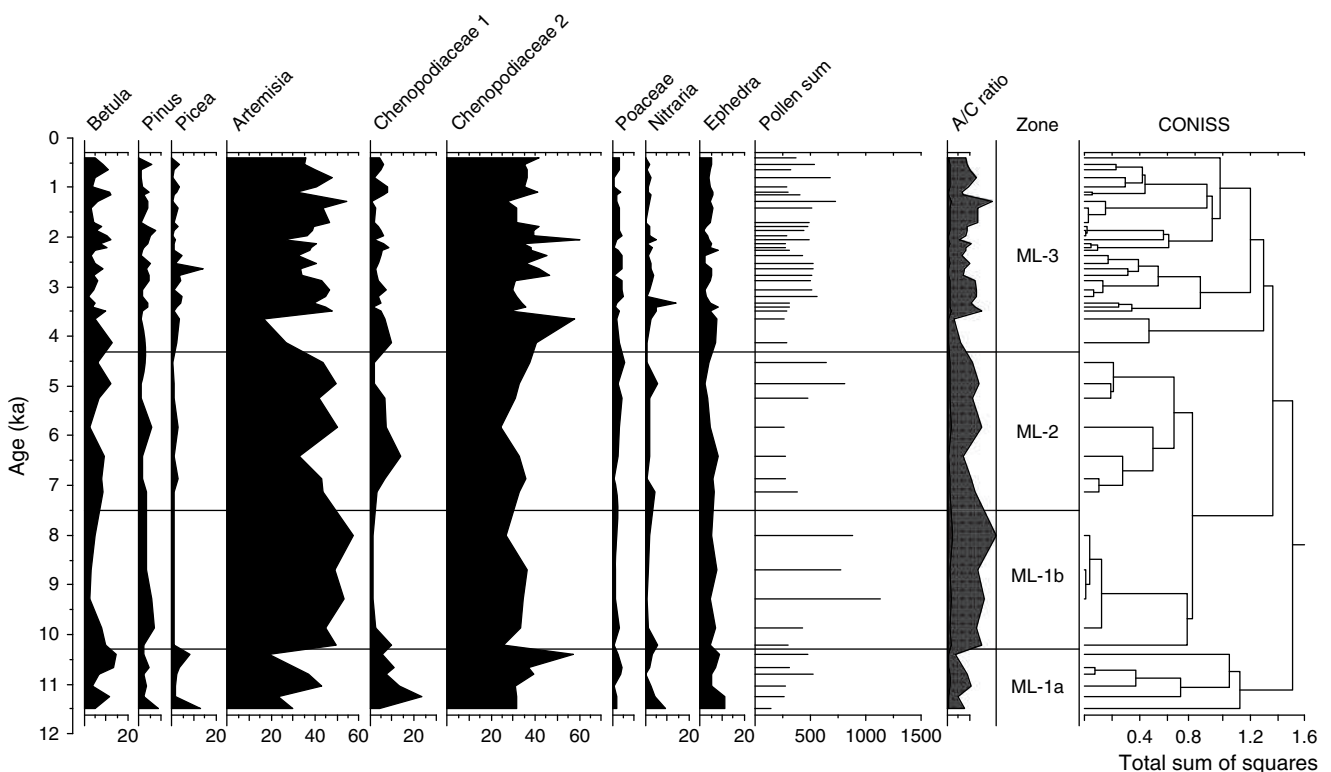 Betula
Pinus
Picea
Artemisia
Chenopodiaceae 1
Chenopodiaceae 2
Poaceae
Nitraria
Ephedra
Pollen sum
A/C ratio
Zone
CONISS
Age (ka)
0
1
2
3
4
5
6
7
8
9
10
11
12
ML-3
ML-2
ML-1b
ML-1a
20 20 40 60 20 20 40 60 20 20 500 1000 1500 0.4 0.8 1.2 1.6
Total sum of squares